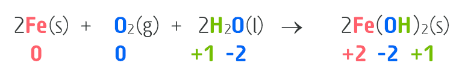 2Fe(s) + O₂(g) + 2H₂O(l) → 2Fe(OH)₂(s)
0 0 +1 -2 +2 -2 +1